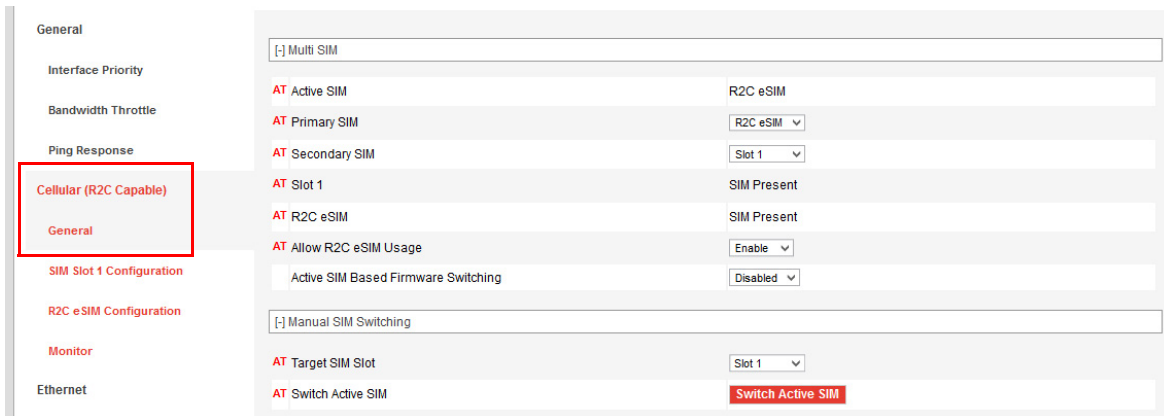 General
Interface Priority
Bandwidth Throttle
Ping Response
Cellular (R2C Capable)
General
SIM Slot 1 Configuration
R2C eSIM Configuration
Monitor
Ethernet
[-] Multi SIM
AT Active SIM R2C eSIM
AT Primary SIM R2C eSIM
AT Secondary SIM Slot 1
AT Slot 1 SIM Present
AT R2C eSIM SIM Present
AT Allow R2C eSIM Usage Enable
Active SIM Based Firmware Switching Disabled
[-] Manual SIM Switching
AT Target SIM Slot Slot 1
AT Switch Active SIM Switch Active SIM